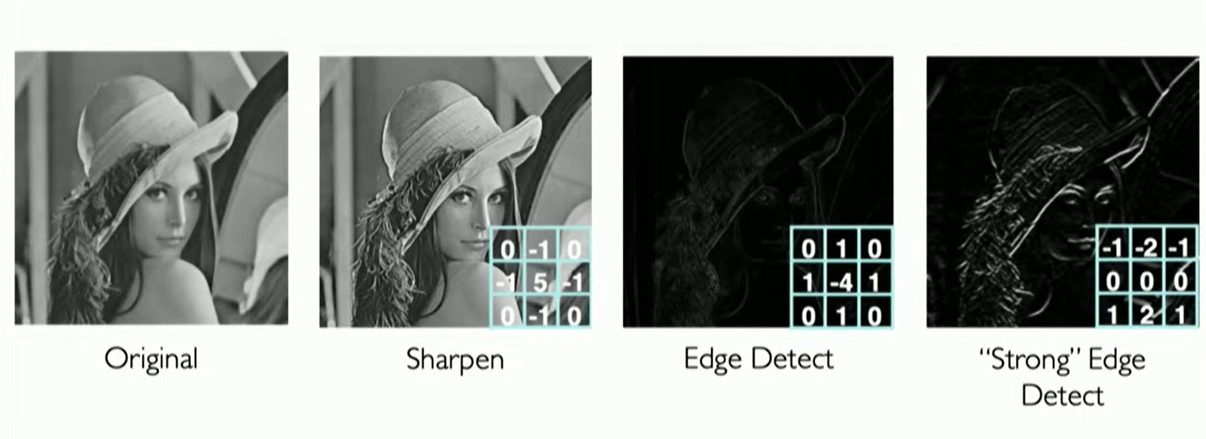 0 -1 0
-1 5 -1
0 -1 0
0 1 0
1 -4 1
0 1 0
-1 -2 -1
0 0 0
1 2 1
Original
Sharpen
Edge Detect
“Strong” Edge
Detect